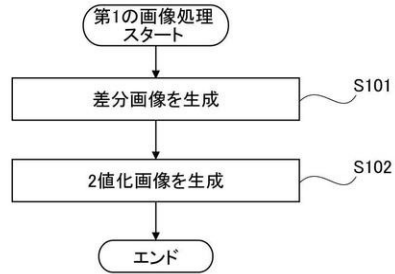 第1の画像処理
スタート
差分画像を生成
S101
2値化画像を生成
S102
エンド